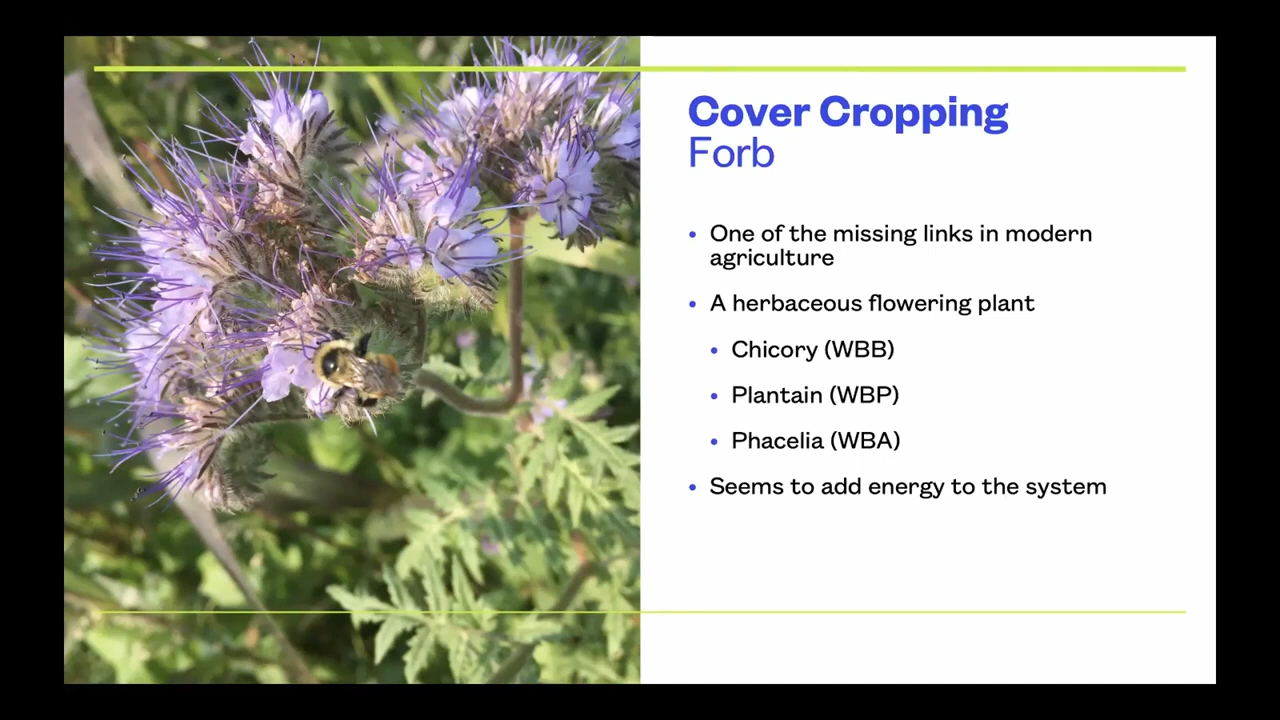 Cover Cropping
Forb
• One of the missing links in modern
agriculture
• A herbaceous flowering plant
• Chicory (WBB)
• Plantain (WBP)
• Phacelia (WBA)
• Seems to add energy to the system